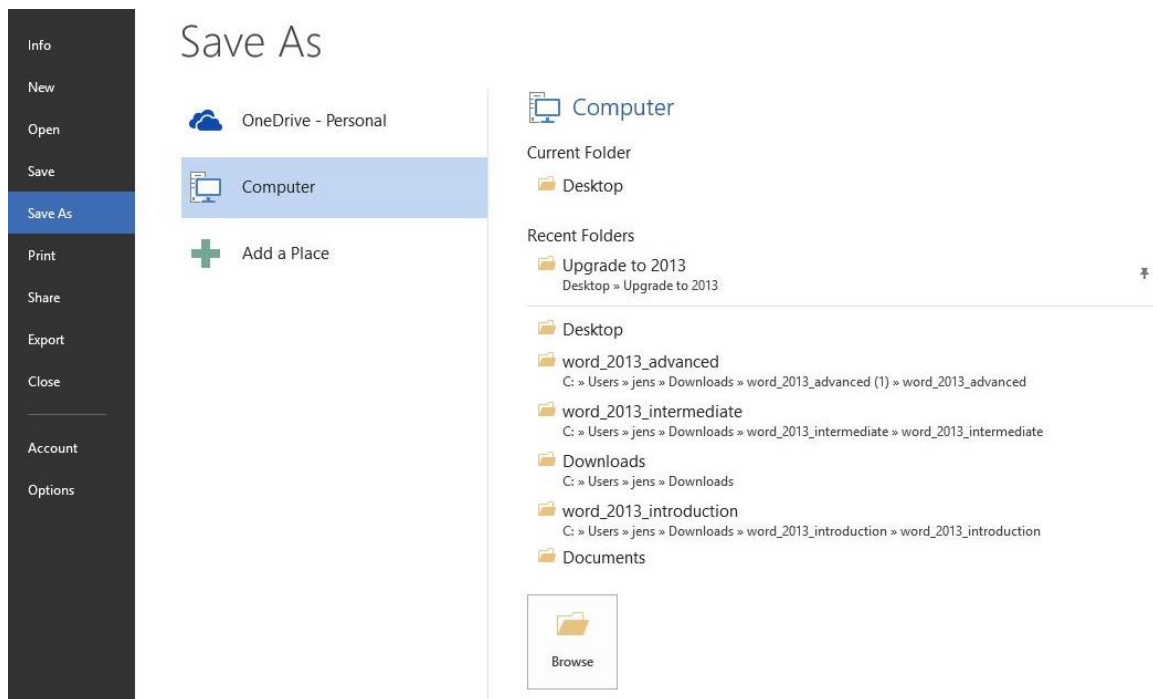 Info
New
Open
Save
Save As
Print
Share
Export
Close
Account
Options
Save As
OneDrive - Personal
Computer
Add a Place
Computer
Current Folder
Desktop
Recent Folders
Upgrade to 2013
Desktop » Upgrade to 2013
Desktop
word_2013_advanced
C: » Users » jens » Downloads » word_2013_advanced (1) » word_2013_advanced
word_2013_intermediate
C: » Users » jens » Downloads » word_2013_intermediate » word_2013_intermediate
Downloads
C: » Users » jens » Downloads
word_2013_introduction
C: » Users » jens » Downloads » word_2013_introduction » word_2013_introduction
Documents
Browse